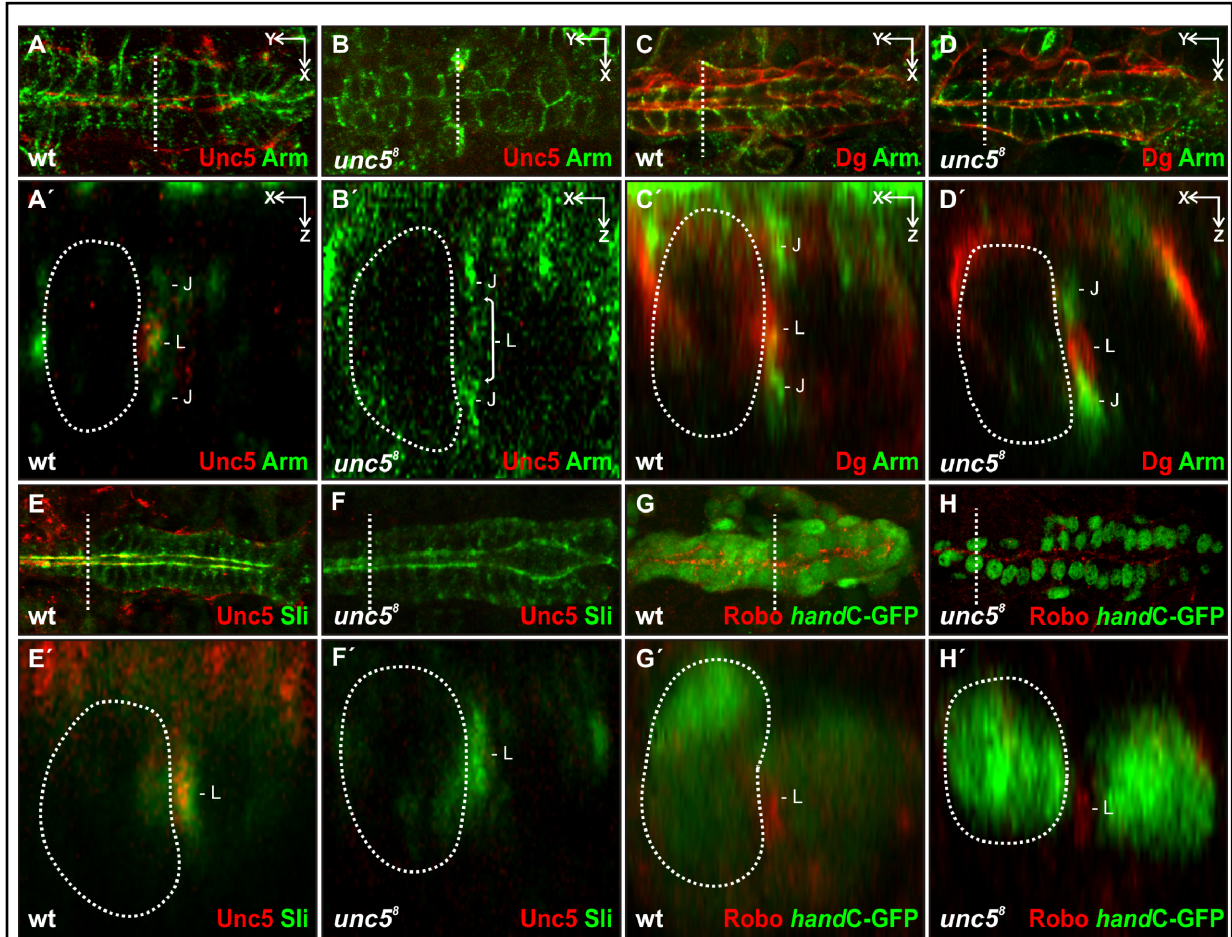 A Y X wt Unc5 Arm
B Y X unc5⁸ Unc5 Arm
C Y X wt Dg Arm
D Y X unc5⁸ Dg Arm
A´ X Z - J - L - J wt Unc5 Arm
B´ X Z - J - L - J unc5⁸ Unc5 Arm
C´ X Z - J - L - J wt Dg Arm
D´ X Z - J - L - J unc5⁸ Dg Arm
E wt Unc5 Sli
F unc5⁸ Unc5 Sli
G wt Robo handC-GFP
H unc5⁸ Robo handC-GFP
E´ - L wt Unc5 Sli
F´ - L unc5⁸ Unc5 Sli
G´ - L wt Robo handC-GFP
H´ - L unc5⁸ Robo handC-GFP